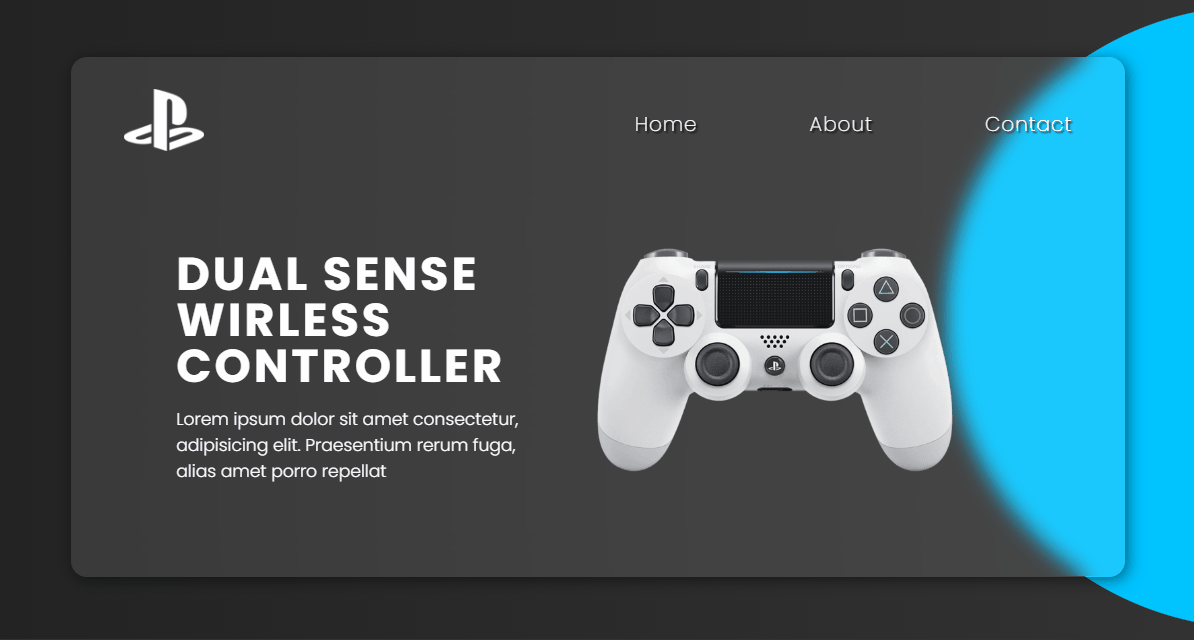 Home About Contact
DUAL SENSE
WIRLESS
CONTROLLER
Lorem ipsum dolor sit amet consectetur,
adipisicing elit. Praesentium rerum fuga,
alias amet porro repellat